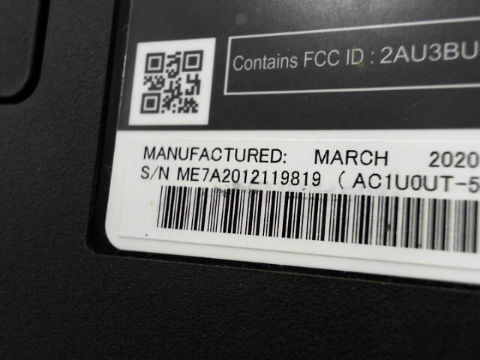 Contains FCC ID : 2AU3BU
MANUFACTURED: MARCH 2020
S/N ME7A2012119819 ( AC1U0UT-5